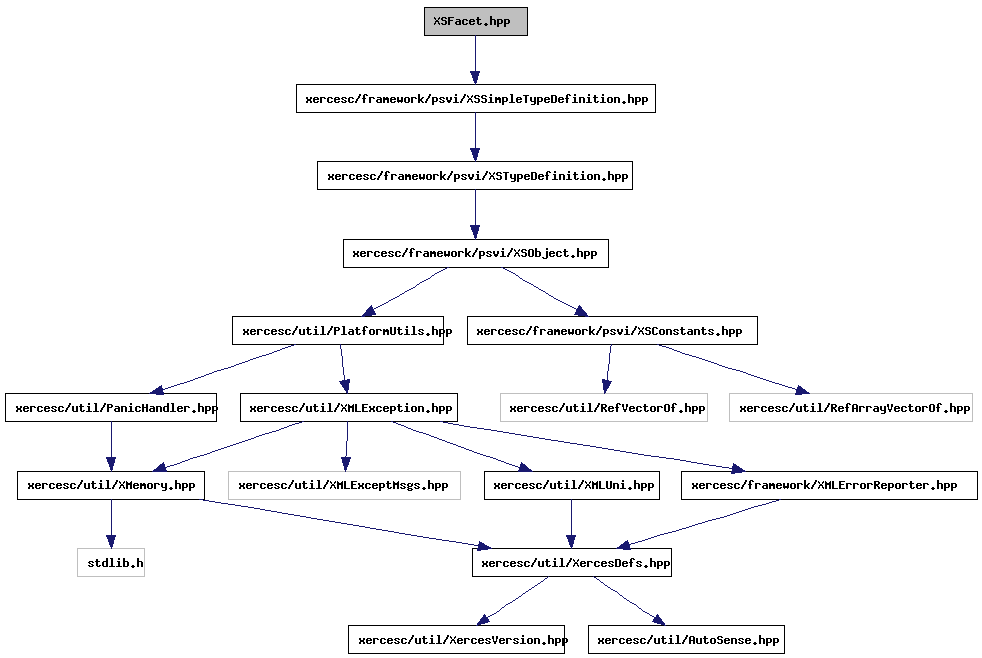 XSFacet.hpp
xercesc/framework/psvi/XSSimpleTypeDefinition.hpp
xercesc/framework/psvi/XSTypeDefinition.hpp
xercesc/framework/psvi/XSObject.hpp
xercesc/util/PlatformUtils.hpp
xercesc/framework/psvi/XSConstants.hpp
xercesc/util/PanicHandler.hpp
xercesc/util/XMLException.hpp
xercesc/util/RefVectorOf.hpp
xercesc/util/RefArrayVectorOf.hpp
xercesc/util/XMemory.hpp
xercesc/util/XMLExceptMsgs.hpp
xercesc/util/XMLUni.hpp
xercesc/framework/XMLErrorReporter.hpp
stdlib.h
xercesc/util/XercesDefs.hpp
xercesc/util/XercesVersion.hpp
xercesc/util/AutoSense.hpp